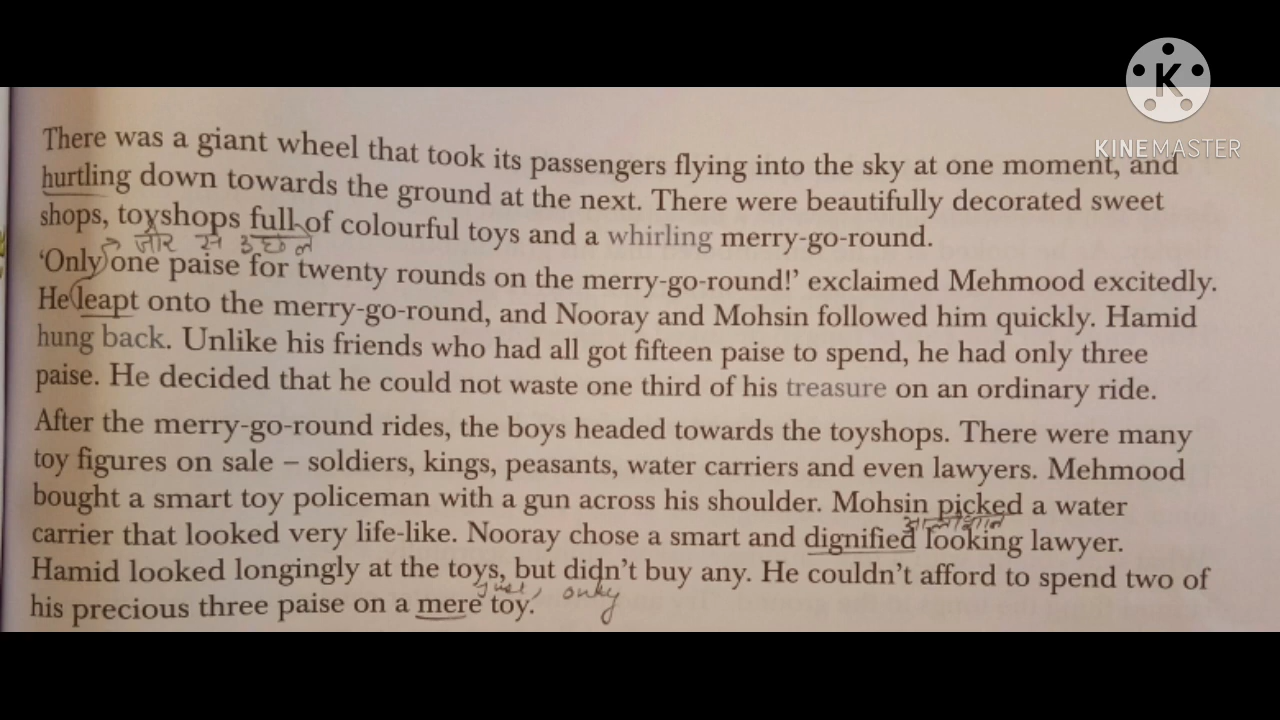 K
KINEMASTER
There was a giant wheel that took its passengers flying into the sky at one moment, and
hurtling down towards the ground at the next. There were beautifully decorated sweet
shops, toyshops full of colourful toys and a whirling merry-go-round.
जोर से उछलने
'Only one paise for twenty rounds on the merry-go-round!' exclaimed Mehmood excitedly.
He leapt onto the merry-go-round, and Nooray and Mohsin followed him quickly. Hamid
hung back. Unlike his friends who had all got fifteen paise to spend, he had only three
paise. He decided that he could not waste one third of his treasure on an ordinary ride.
After the merry-go-round rides, the boys headed towards the toyshops. There were many
toy figures on sale – soldiers, kings, peasants, water carriers and even lawyers. Mehmood
bought a smart toy policeman with a gun across his shoulder. Mohsin picked a water
carrier that looked very life-like. Nooray chose a smart and dignified looking lawyer.
Hamid looked longingly at the toys, but didn't buy any. He couldn't afford to spend two of
just, only
his precious three paise on a mere toy.